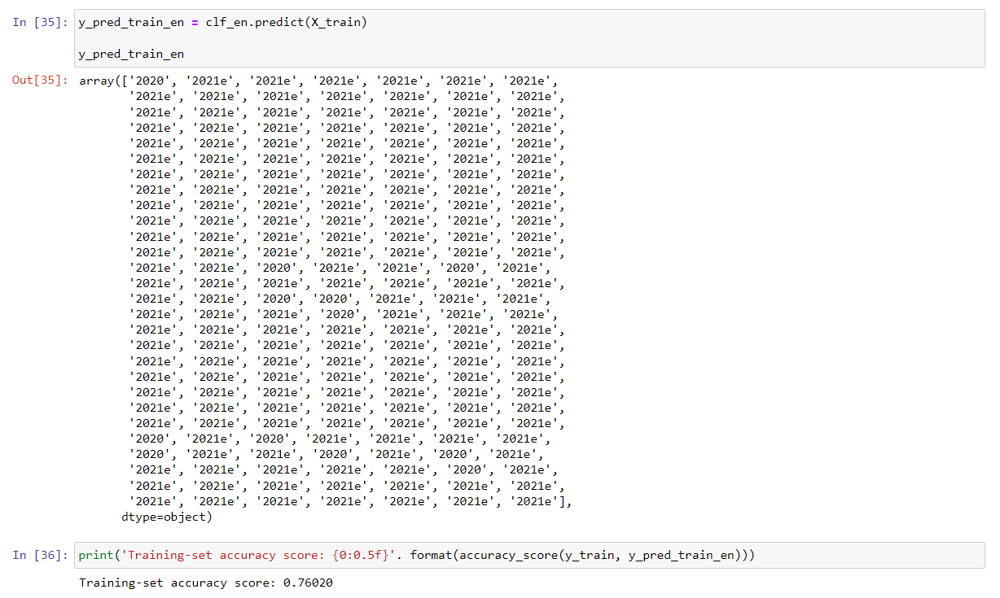 In [35]: y_pred_train_en = clf_en.predict(X_train)
y_pred_train_en
Out[35]: array(['2020', '2021e', '2021e', '2021e', '2021e', '2021e', '2021e',
'2021e', '2021e', '2021e', '2021e', '2021e', '2021e', '2021e',
'2021e', '2021e', '2021e', '2021e', '2021e', '2021e', '2021e',
'2021e', '2021e', '2021e', '2021e', '2021e', '2021e', '2021e',
'2021e', '2021e', '2021e', '2021e', '2021e', '2021e', '2021e',
'2021e', '2021e', '2021e', '2021e', '2021e', '2021e', '2021e',
'2021e', '2021e', '2021e', '2021e', '2021e', '2021e', '2021e',
'2021e', '2021e', '2021e', '2021e', '2021e', '2021e', '2021e',
'2021e', '2021e', '2021e', '2021e', '2021e', '2021e', '2021e',
'2021e', '2021e', '2021e', '2021e', '2021e', '2021e', '2021e',
'2021e', '2021e', '2021e', '2021e', '2021e', '2021e', '2021e',
'2021e', '2021e', '2021e', '2021e', '2021e', '2021e', '2021e',
'2021e', '2021e', '2020', '2021e', '2021e', '2020', '2021e',
'2021e', '2021e', '2021e', '2021e', '2021e', '2021e', '2021e',
'2021e', '2021e', '2020', '2020', '2021e', '2021e', '2021e',
'2021e', '2021e', '2021e', '2020', '2021e', '2021e', '2021e',
'2021e', '2021e', '2021e', '2021e', '2021e', '2021e', '2021e',
'2021e', '2021e', '2021e', '2021e', '2021e', '2021e', '2021e',
'2021e', '2021e', '2021e', '2021e', '2021e', '2021e', '2021e',
'2021e', '2021e', '2021e', '2021e', '2021e', '2021e', '2021e',
'2021e', '2021e', '2021e', '2021e', '2021e', '2021e', '2021e',
'2021e', '2021e', '2021e', '2021e', '2021e', '2021e', '2021e',
'2021e', '2021e', '2021e', '2021e', '2021e', '2021e', '2021e',
'2020', '2021e', '2020', '2021e', '2021e', '2021e', '2021e',
'2020', '2021e', '2021e', '2020', '2021e', '2020', '2021e',
'2021e', '2021e', '2021e', '2021e', '2021e', '2020', '2021e',
'2021e', '2021e', '2021e', '2021e', '2021e', '2021e', '2021e',
'2021e', '2021e', '2021e', '2021e', '2021e', '2021e', '2021e'],
dtype=object)
In [36]: print('Training-set accuracy score: {0:0.5f}'. format(accuracy_score(y_train, y_pred_train_en)))
Training-set accuracy score: 0.76020